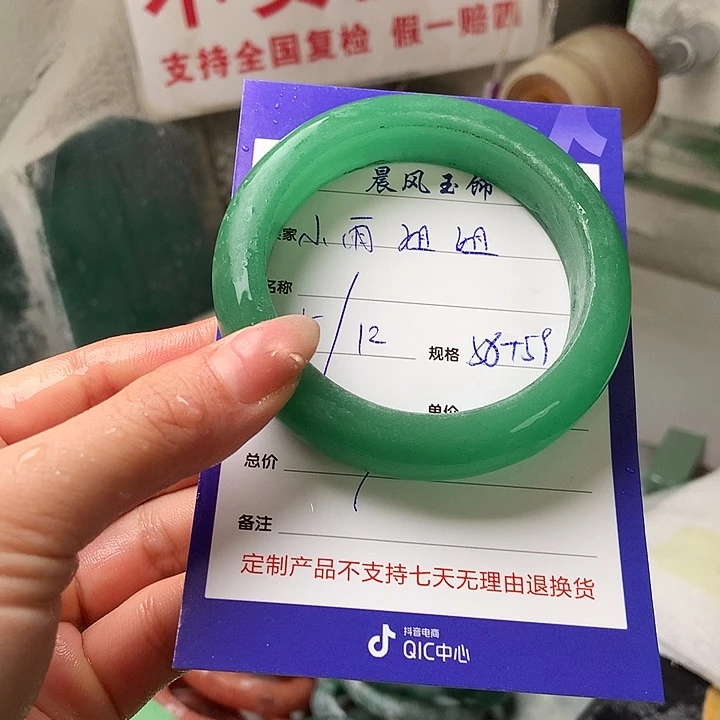 支持全国复检 假一赔四
晨风玉饰
家 小雨姐姐
名称
12 规格 59
单价
总价
备注
定制产品不支持七天无理由退换货
抖音电商
QIC中心